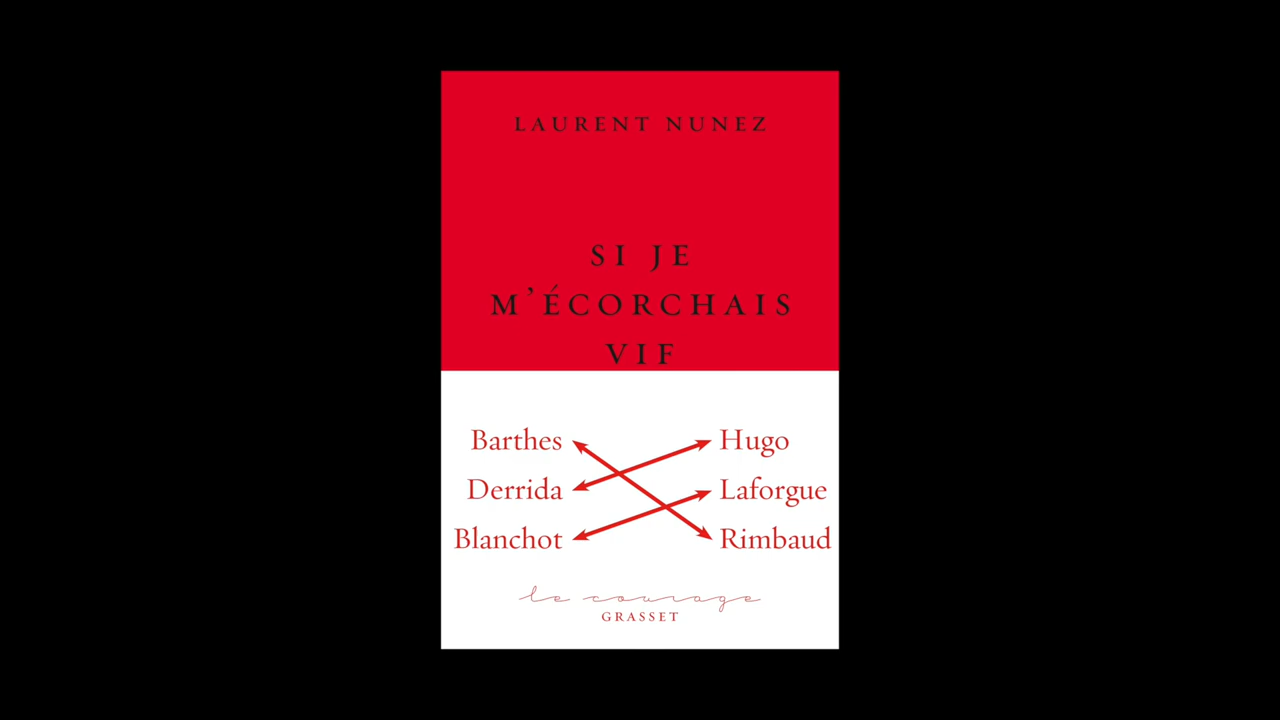 LAURENT NUNEZ
SI JE
M’ÉCORCHAIS
VIF
Barthes
Hugo
Derrida
Laforgue
Blanchot
Rimbaud
le courage
GRASSET